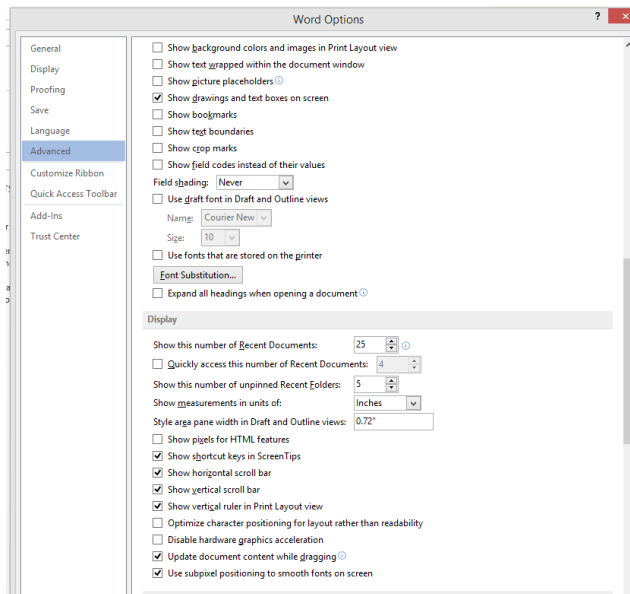 Word Options
?
General
Display
Proofing
Save
Language
Advanced
Customize Ribbon
Quick Access Toolbar
Add-Ins
Trust Center
Show background colors and images in Print Layout view
Show text wrapped within the document window
Show picture placeholders
Show drawings and text boxes on screen
Show bookmarks
Show text boundaries
Show crop marks
Show field codes instead of their values
Field shading: Never
Use draft font in Draft and Outline views
Name: Courier New
Size: 10
Use fonts that are stored on the printer
Font Substitution...
Expand all headings when opening a document
Display
Show this number of Recent Documents: 25
Quickly access this number of Recent Documents: 4
Show this number of unpinned Recent Folders: 5
Show measurements in units of: Inches
Style area pane width in Draft and Outline views: 0.72"
Show pixels for HTML features
Show shortcut keys in ScreenTips
Show horizontal scroll bar
Show vertical scroll bar
Show vertical ruler in Print Layout view
Optimize character positioning for layout rather than readability
Disable hardware graphics acceleration
Update document content while dragging
Use subpixel positioning to smooth fonts on screen